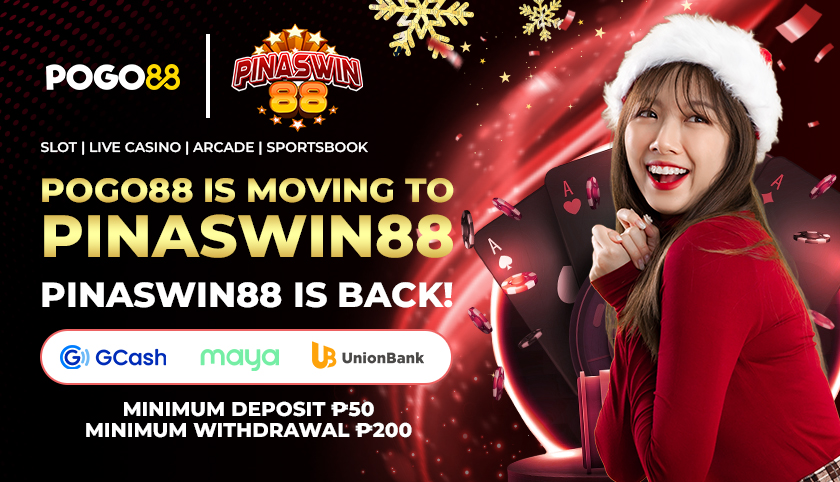 POGO88 | PINASWIN 88
SLOT | LIVE CASINO | ARCADE | SPORTSBOOK
POGO88 IS MOVING TO
PINASWIN88
PINASWIN88 IS BACK!
GCash maya UB UnionBank
MINIMUM DEPOSIT ₱50
MINIMUM WITHDRAWAL ₱200
A
A
A